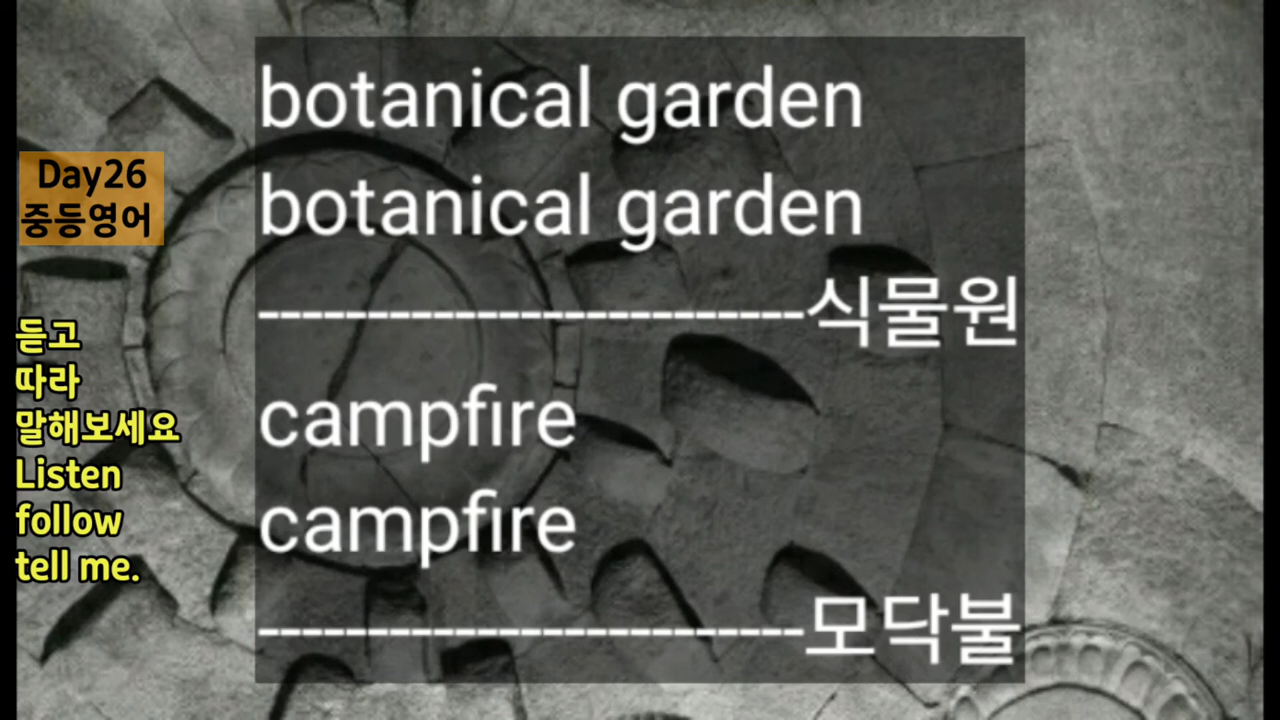 Day26
중등영어
듣고
따라
말해보세요
Listen
follow
tell me.
botanical garden
botanical garden
--------------------------식물원
campfire
campfire
--------------------------모닥불